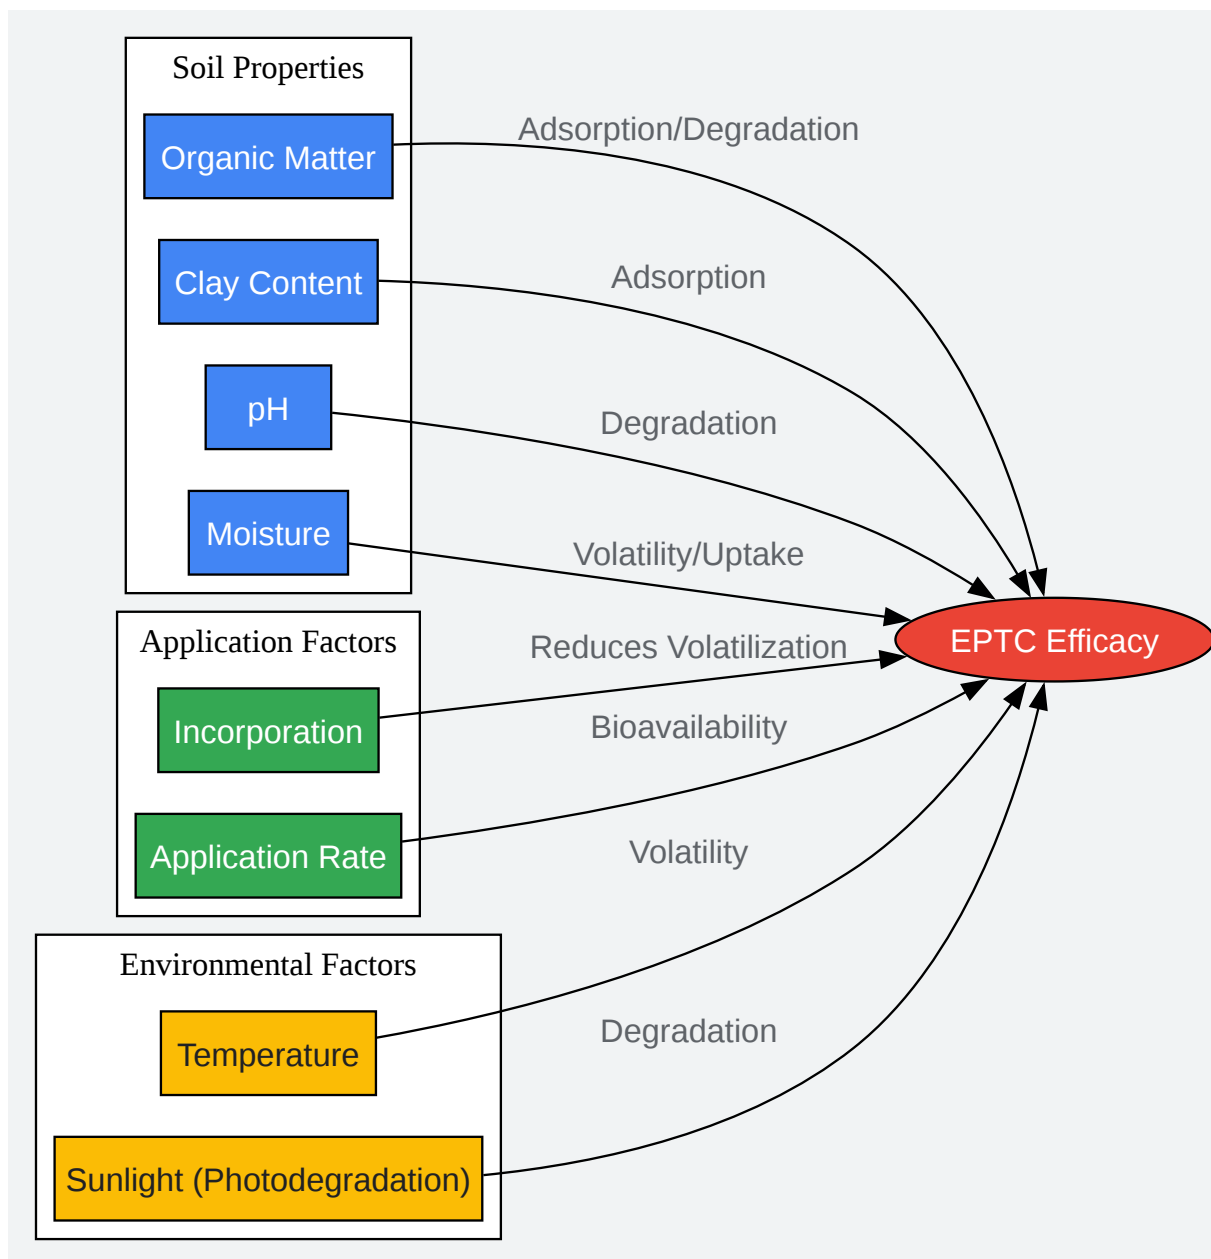 Soil Properties
Organic Matter
Adsorption/Degradation
Clay Content
Adsorption
pH
Degradation
Moisture
Volatility/Uptake
Application Factors
Incorporation
Reduces Volatilization
Application Rate
Bioavailability
Environmental Factors
Temperature
Volatility
Sunlight (Photodegradation)
Degradation
EPTC Efficacy